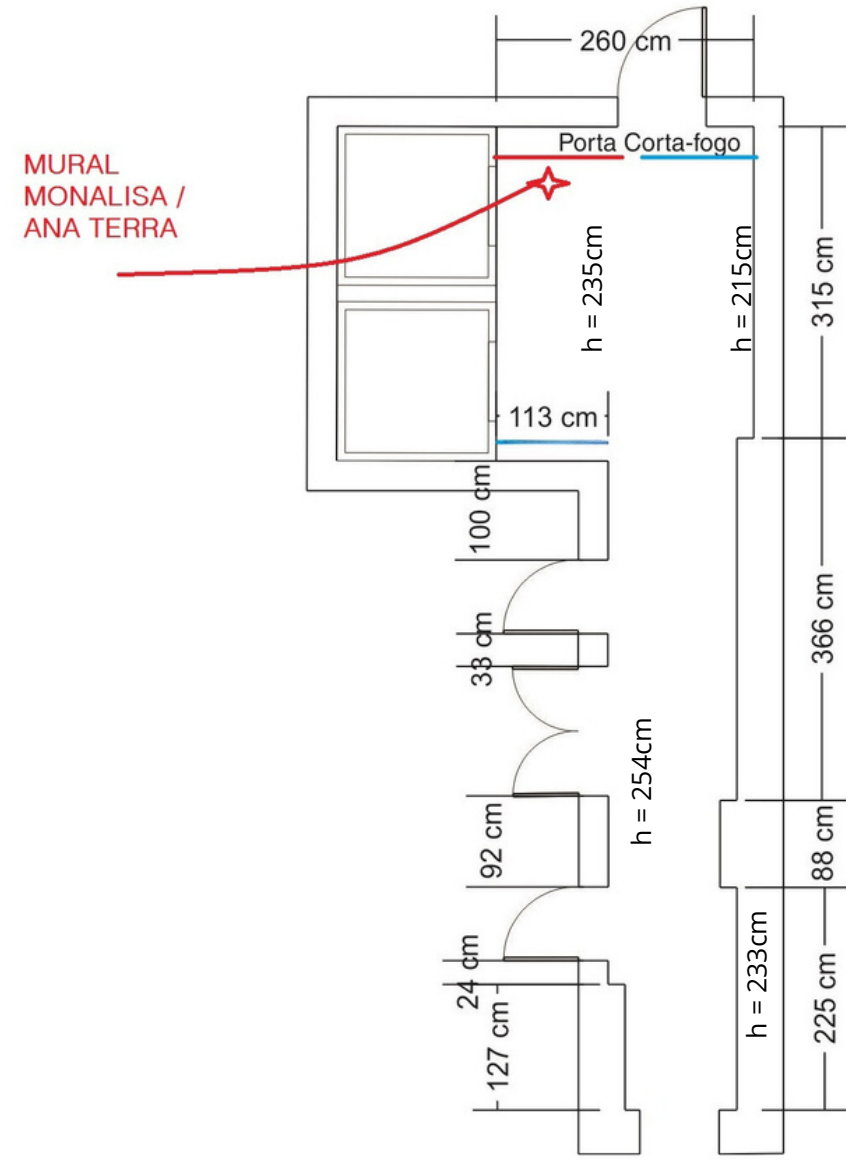 260 cm
Porta Corta-fogo
MURAL
MONALISA /
ANA TERRA
h = 235cm
h = 215cm
315 cm
113 cm
100 cm
33 cm
366 cm
h = 254cm
92 cm
88 cm
24 cm
h = 233cm
225 cm
127 cm